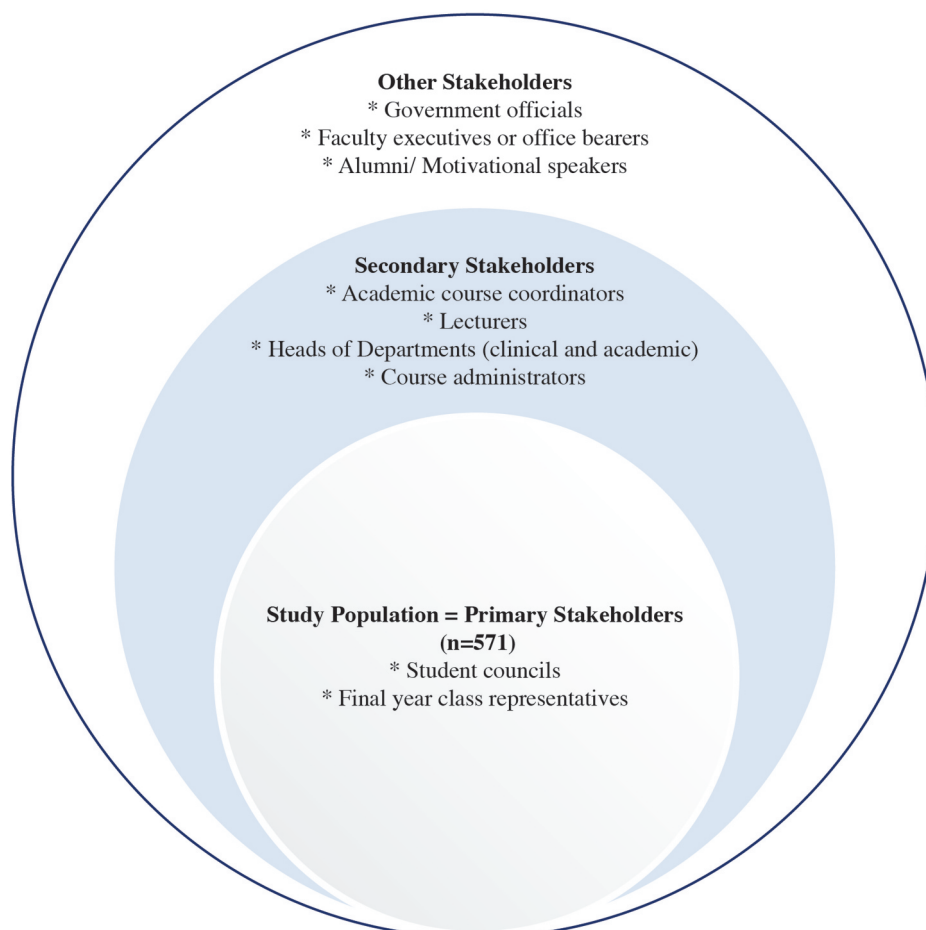 Other Stakeholders
* Government officials
* Faculty executives or office bearers
* Alumni/ Motivational speakers
Secondary Stakeholders
* Academic course coordinators
* Lecturers
* Heads of Departments (clinical and academic)
* Course administrators
Study Population = Primary Stakeholders
(n=571)
* Student councils
* Final year class representatives